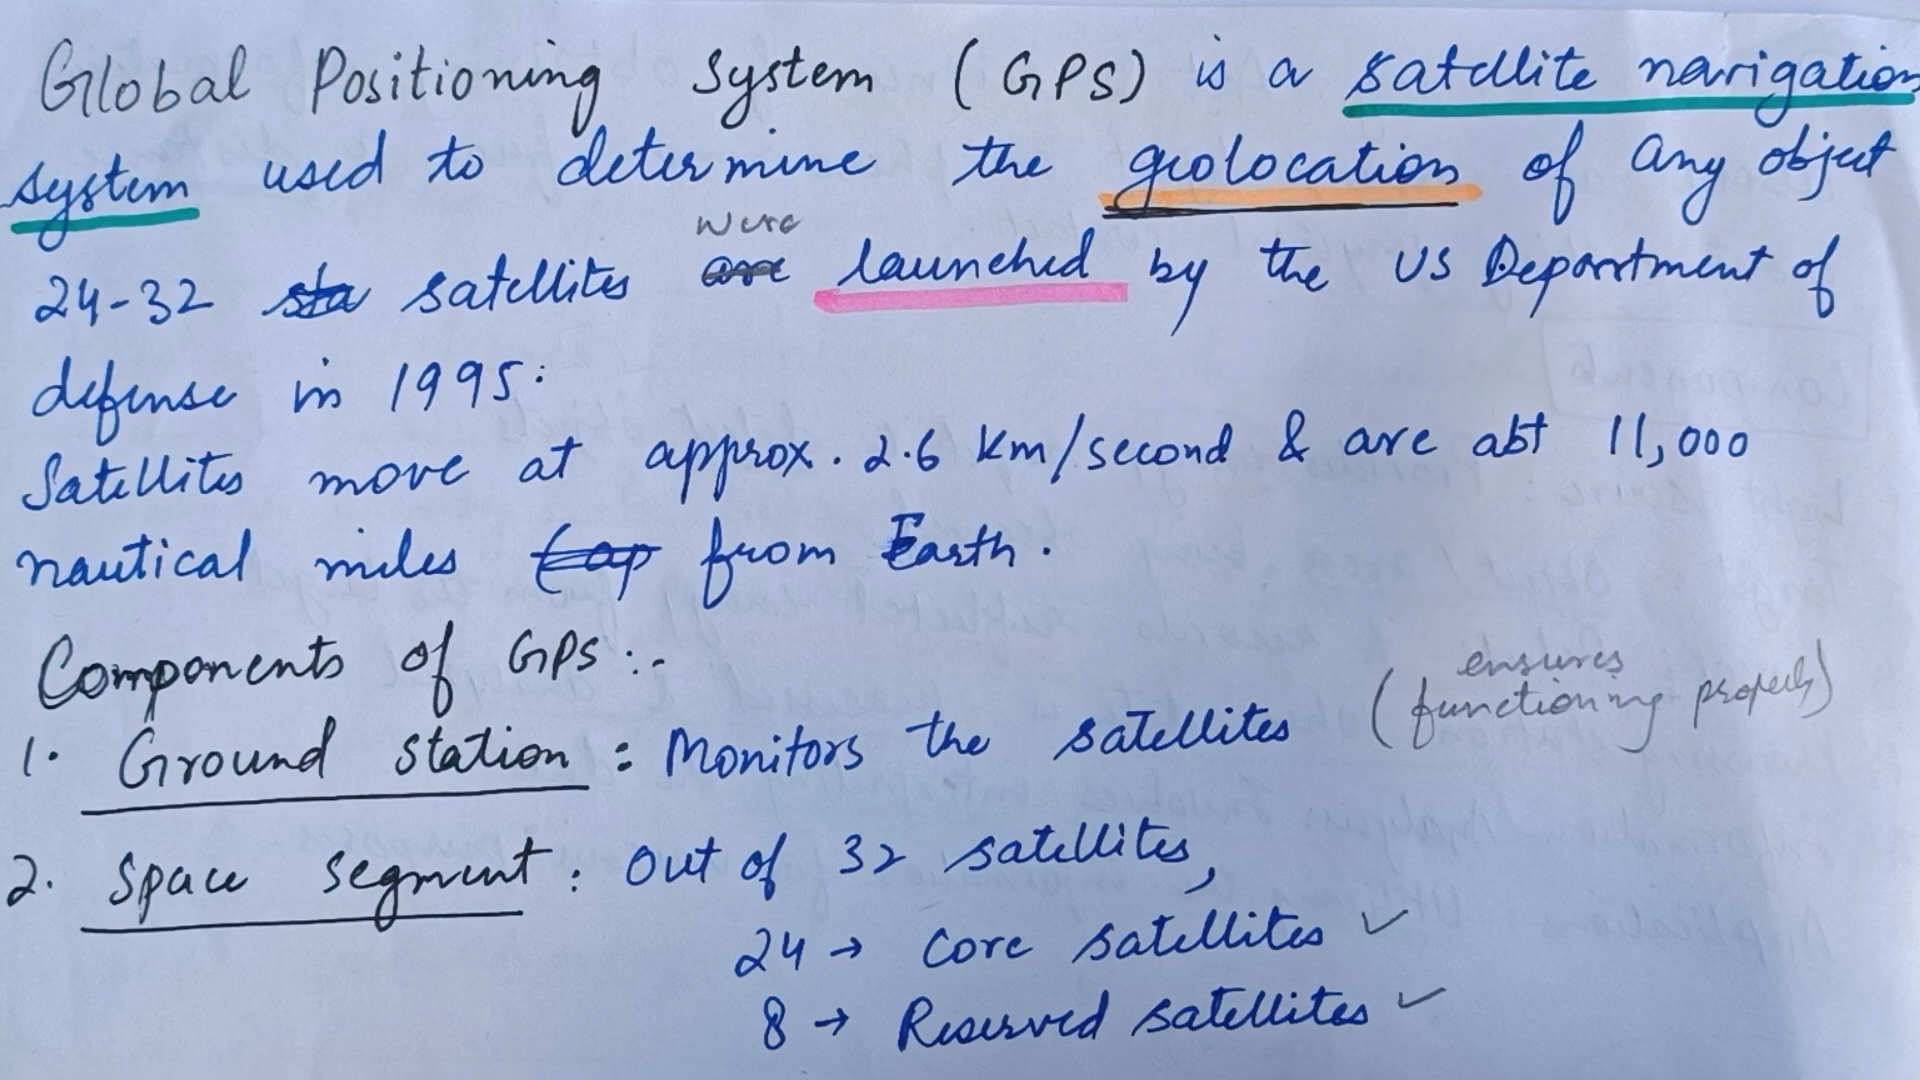 Global Positioning System (GPS) is a satellite navigation
system used to determine the geolocation of any object
24-32 sta satellites are were launched by the US Department of
defense in 1995:
Satellites move at approx. 2.6 km/second & are abt 11,000
nautical miles from Earth.
Components of GPS :-
1. Ground station : Monitors the satellites (ensures functioning properly)
2. Space segment : Out of 32 satellites,
24 → Core satellites ✓
8 → Reserved satellites ✓